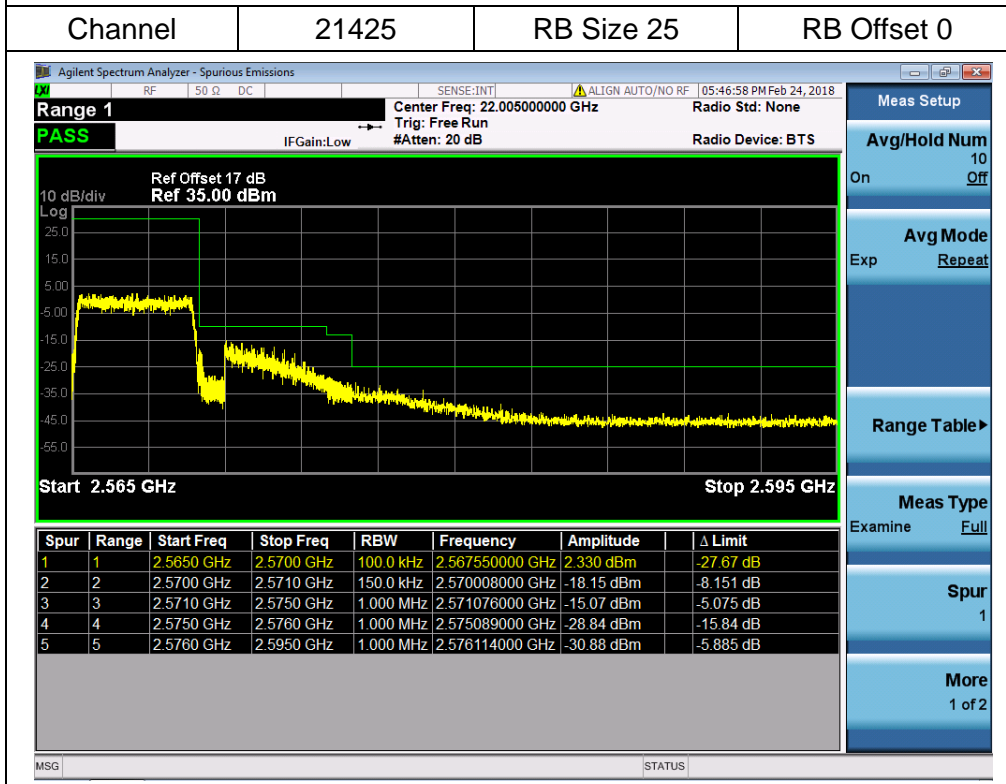 Channel 21425 RB Size 25 RB Offset 0
Agilent Spectrum Analyzer - Spurious Emissions
LXI RF 50 Ω DC SENSE:INT ALIGN AUTO/NO RF 05:46:58 PM Feb 24, 2018
Range 1 Center Freq: 22.005000000 GHz Radio Std: None
Trig: Free Run
PASS IFGain:Low #Atten: 20 dB Radio Device: BTS
Ref Offset 17 dB
10 dB/div Ref 35.00 dBm
Log
25.0
15.0
5.00
-5.00
-15.0
-25.0
-35.0
-45.0
-55.0
Start 2.565 GHz Stop 2.595 GHz
Spur Range Start Freq Stop Freq RBW Frequency Amplitude Δ Limit
1 1 2.5650 GHz 2.5700 GHz 100.0 kHz 2.567550000 GHz 2.330 dBm -27.67 dB
2 2 2.5700 GHz 2.5710 GHz 150.0 kHz 2.570008000 GHz -18.15 dBm -8.151 dB
3 3 2.5710 GHz 2.5750 GHz 1.000 MHz 2.571076000 GHz -15.07 dBm -5.075 dB
4 4 2.5750 GHz 2.5760 GHz 1.000 MHz 2.575089000 GHz -28.84 dBm -15.84 dB
5 5 2.5760 GHz 2.5950 GHz 1.000 MHz 2.576114000 GHz -30.88 dBm -5.885 dB
Meas Setup
Avg/Hold Num
10
On Off
Avg Mode
Exp Repeat
Range Table
Meas Type
Examine Full
Spur
1
More
1 of 2
MSG STATUS